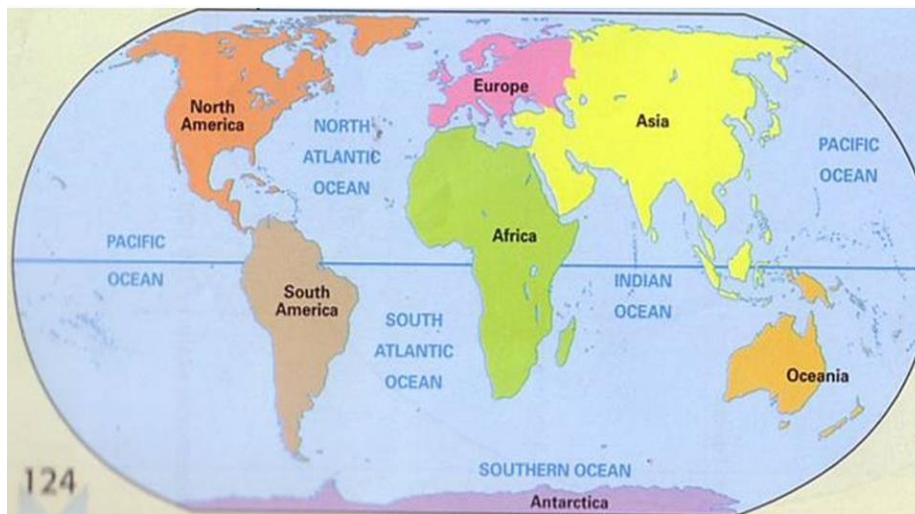 Europe
North
America
Asia
NORTH
ATLANTIC
OCEAN
PACIFIC
OCEAN
Africa
PACIFIC
OCEAN
South
America
INDIAN
OCEAN
SOUTH
ATLANTIC
OCEAN
Oceania
SOUTHERN OCEAN
124
Antarctica